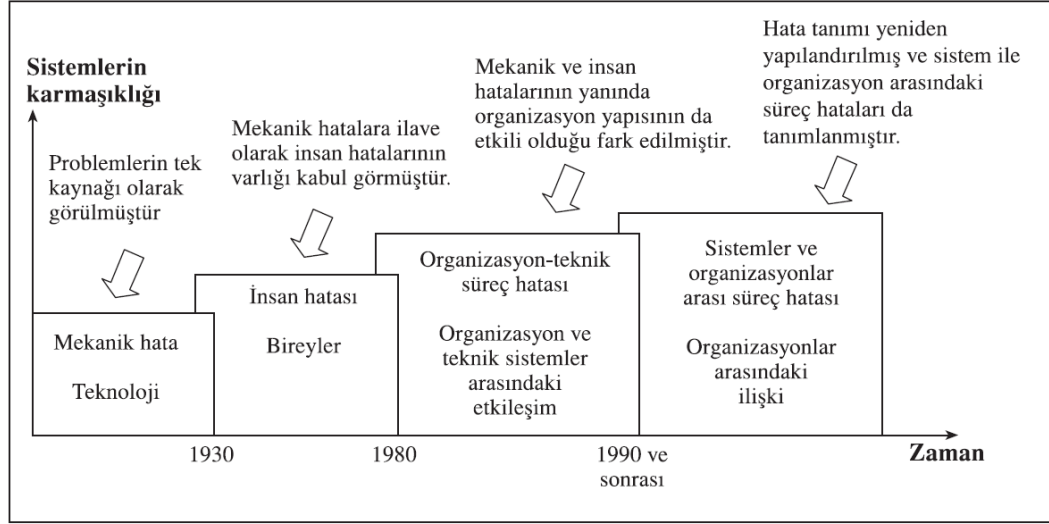 Sistemlerin
karmaşıklığı
Problemlerin tek
kaynağı olarak
görülmüştür
Mekanik hatalara ilave
olarak insan hatalarının
varlığı kabul görmüştür.
Mekanik ve insan
hatalarının yanında
organizasyon yapısının da
etkili olduğu fark edilmiştir.
Hata tanımı yeniden
yapılandırılmış ve sistem ile
organizasyon arasındaki
süreç hataları da
tanımlanmıştır.
Mekanik hata
Teknoloji
İnsan hatası
Bireyler
Organizasyon-teknik
süreç hatası
Organizasyon ve
teknik sistemler
arasındaki
etkileşim
Sistemler ve
organizasyonlar
arası süreç hatası
Organizasyonlar
arasındaki
ilişki
1930
1980
1990 ve
sonrası
Zaman